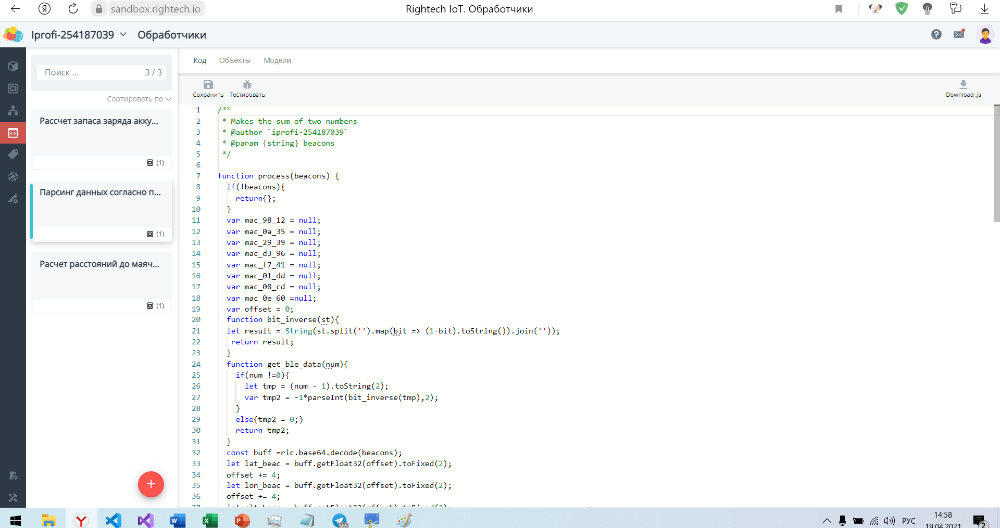 sandbox.rightech.io
Rightech IoT. Обработчики
Iprofi-254187039
Обработчики
Поиск ...
3 / 3
Сортировать по
Рассчет запаса заряда акку...
(1)
Парсинг данных согласно п...
(1)
Расчет расстояний до маяч...
(1)
Код
Объекты
Модели
Сохранить
Тестировать
Download .js
1 /**
2 * Makes the sum of two numbers
3 * @author `iprofi-254187039`
4 * @param {string} beacons
5 */
6
7 function process(beacons) {
8 if(!beacons){
9 return{};
10 }
11 var mac_98_12 = null;
12 var mac_0a_35 = null;
13 var mac_29_39 = null;
14 var mac_d3_96 = null;
15 var mac_f7_41 = null;
16 var mac_01_dd = null;
17 var mac_08_cd = null;
18 var mac_0e_60 =null;
19 var offset = 0;
20 function bit_inverse(st){
21 let result = String(st.split('').map(bit => (1-bit).toString()).join(''));
22 return result;
23 }
24 function get_ble_data(num){
25 if(num !=0){
26 let tmp = (num - 1).toString(2);
27 var tmp2 = -1*parseInt(bit_inverse(tmp),2);
28 }
29 else{tmp2 = 0;}
30 return tmp2;
31 }
32 const buff =ric.base64.decode(beacons);
33 let lat_beac = buff.getFloat32(offset).toFixed(2);
34 offset += 4;
35 let lon_beac = buff.getFloat32(offset).toFixed(2);
36 offset += 4;
37 let alt_beac = buff.getFloat32(offset).toFixed(2);
565
РУС
14:58
19.04.2021
2